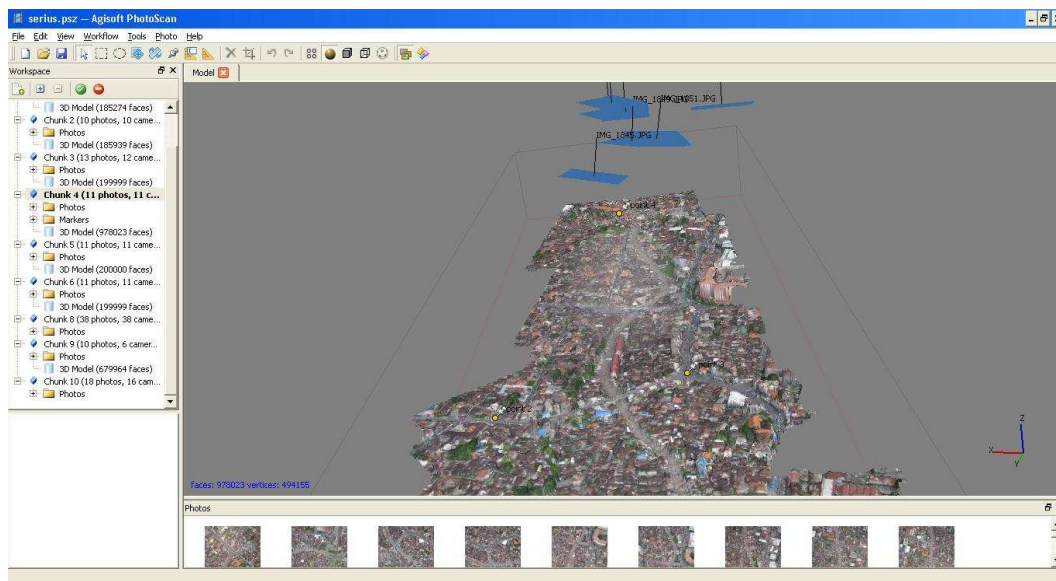 serius.psz — Agisoft PhotoScan
File Edit View Workflow Tools Photo Help
Workspace
Model
3D Model (185274 faces)
Chunk 2 (10 photos, 10 came...
Photos
3D Model (185939 faces)
Chunk 3 (13 photos, 12 came...
Photos
3D Model (199999 faces)
Chunk 4 (11 photos, 11 c...
Photos
Markers
3D Model (978023 faces)
Chunk 5 (11 photos, 11 came...
Photos
3D Model (200000 faces)
Chunk 6 (11 photos, 11 came...
Photos
3D Model (199999 faces)
Chunk 8 (38 photos, 38 came...
Photos
Chunk 9 (10 photos, 6 camer...
Photos
3D Model (679964 faces)
Chunk 10 (18 photos, 16 cam...
Photos
IMG_1845.JPG
point 4
point
point 2
Z
X
Y
faces: 978023 vertices: 494155
Photos